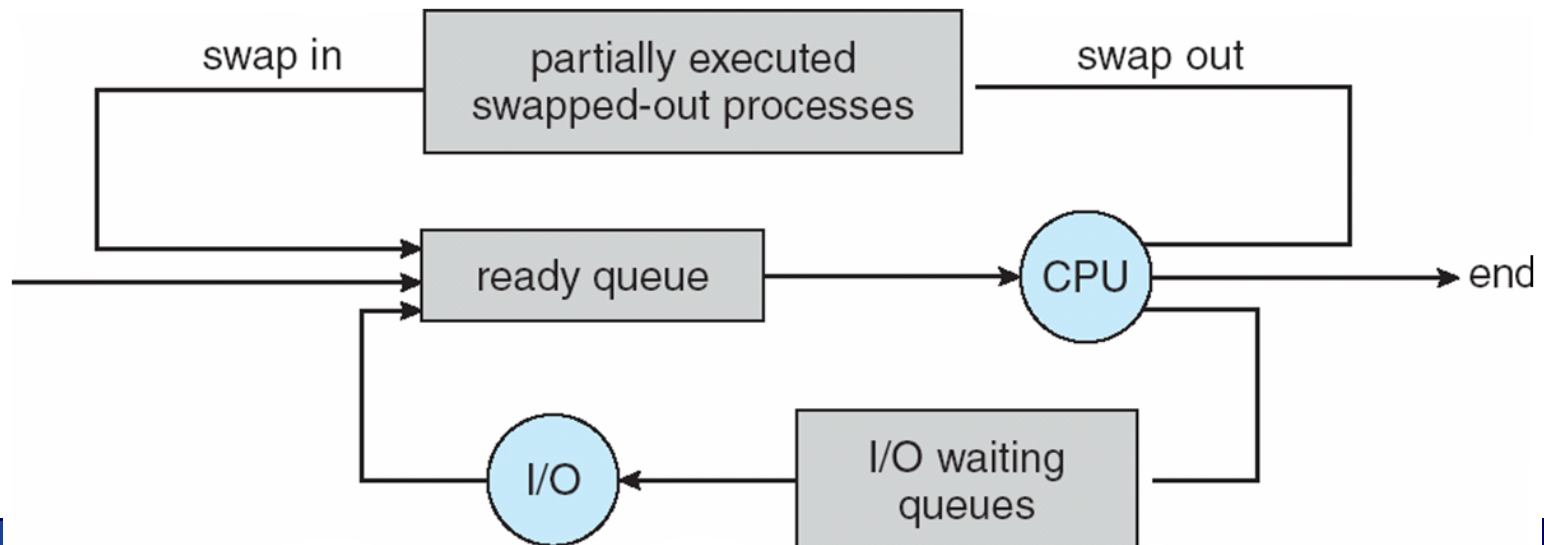 swap in
partially executed
swapped-out processes
swap out
ready queue
CPU
end
I/O
I/O waiting
queues